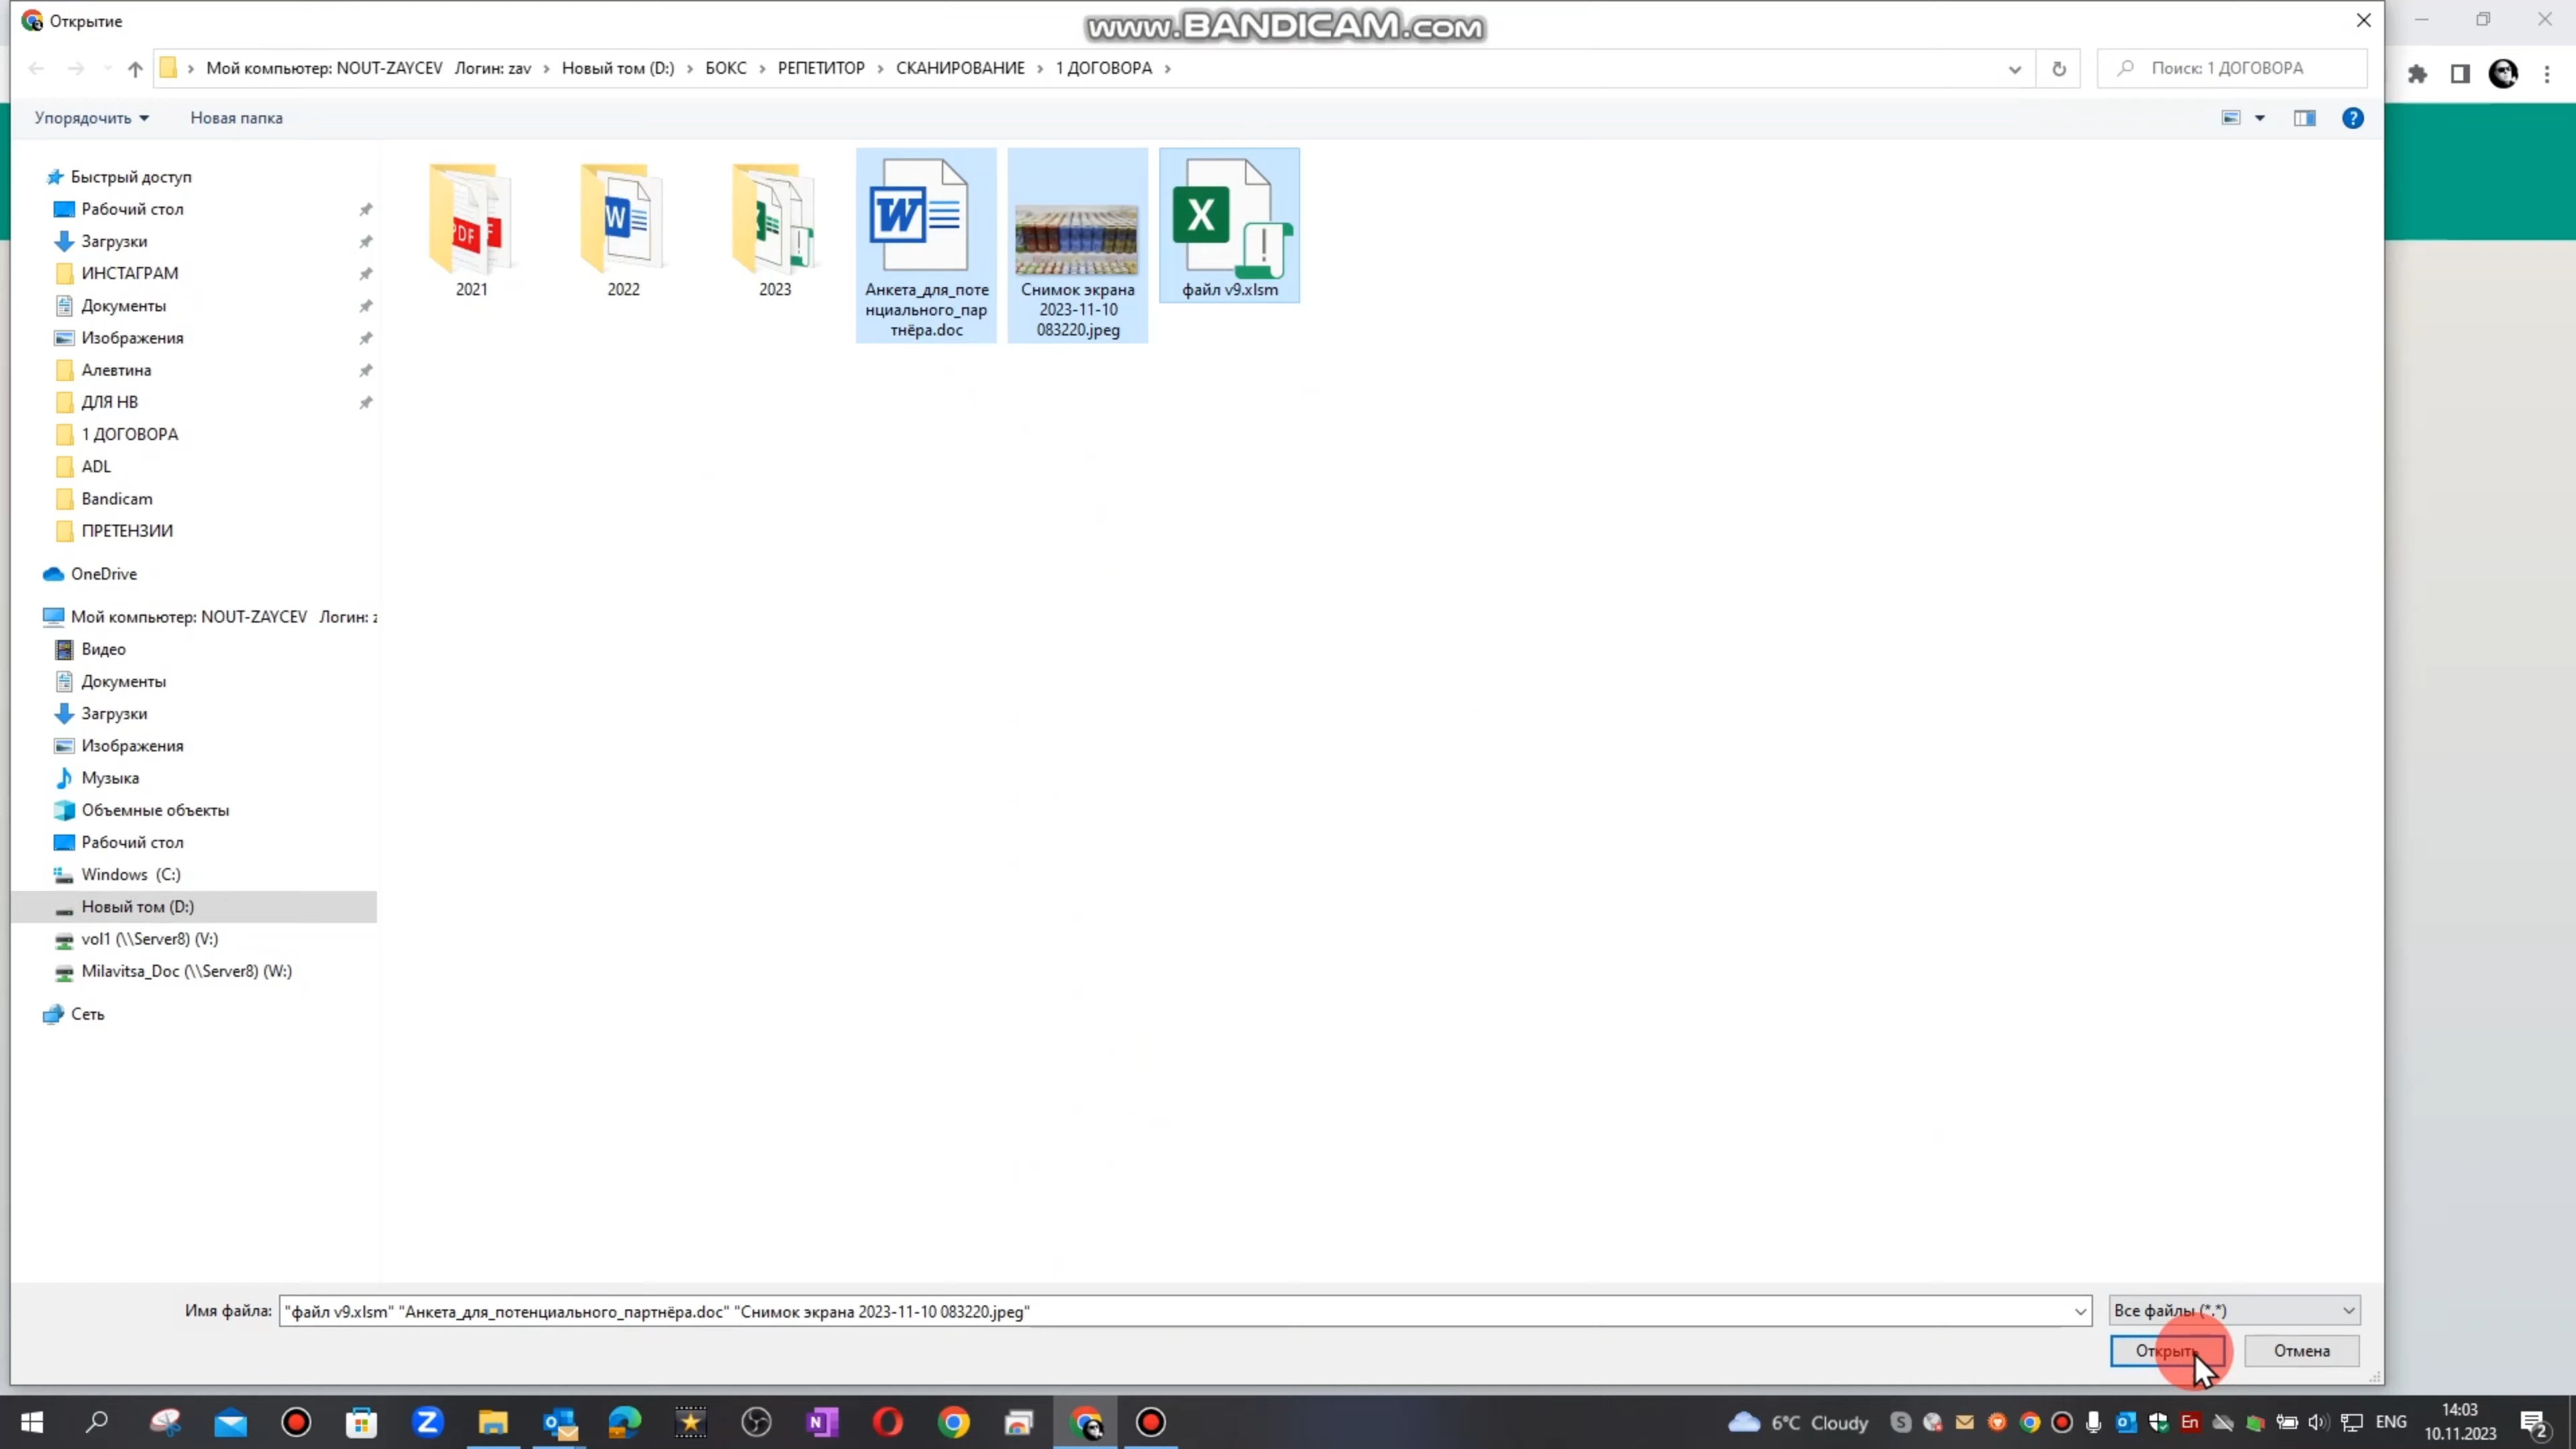 Открытие
www.BANDICAM.com
Мой компьютер: NOUT-ZAYCEV Логин: zav › Новый том (D:) › БОКС › РЕПЕТИТОР › СКАНИРОВАНИЕ › 1 ДОГОВОРА ›
Поиск: 1 ДОГОВОРА
Упорядочить
Новая папка
Быстрый доступ
Рабочий стол
Загрузки
ИНСТАГРАМ
Документы
Изображения
Алевтина
ДЛЯ НВ
1 ДОГОВОРА
ADL
Bandicam
ПРЕТЕНЗИИ
OneDrive
Мой компьютер: NOUT-ZAYCEV Логин: z
Видео
Документы
Загрузки
Изображения
Музыка
Объемные объекты
Рабочий стол
Windows (C:)
Новый том (D:)
vol1 (\\Server8) (V:)
Milavitsa_Doc (\\Server8) (W:)
Сеть
2021
2022
2023
Анкета_для_поте
нциального_пар
тнёра.doc
Снимок экрана
2023-11-10
083220.jpeg
файл v9.xlsm
Имя файла:
"файл v9.xlsm" "Анкета_для_потенциального_партнёра.doc" "Снимок экрана 2023-11-10 083220.jpeg"
Все файлы (*.*)
Открыть
Отмена
6°C Cloudy
En
ENG
14:03
10.11.2023
2